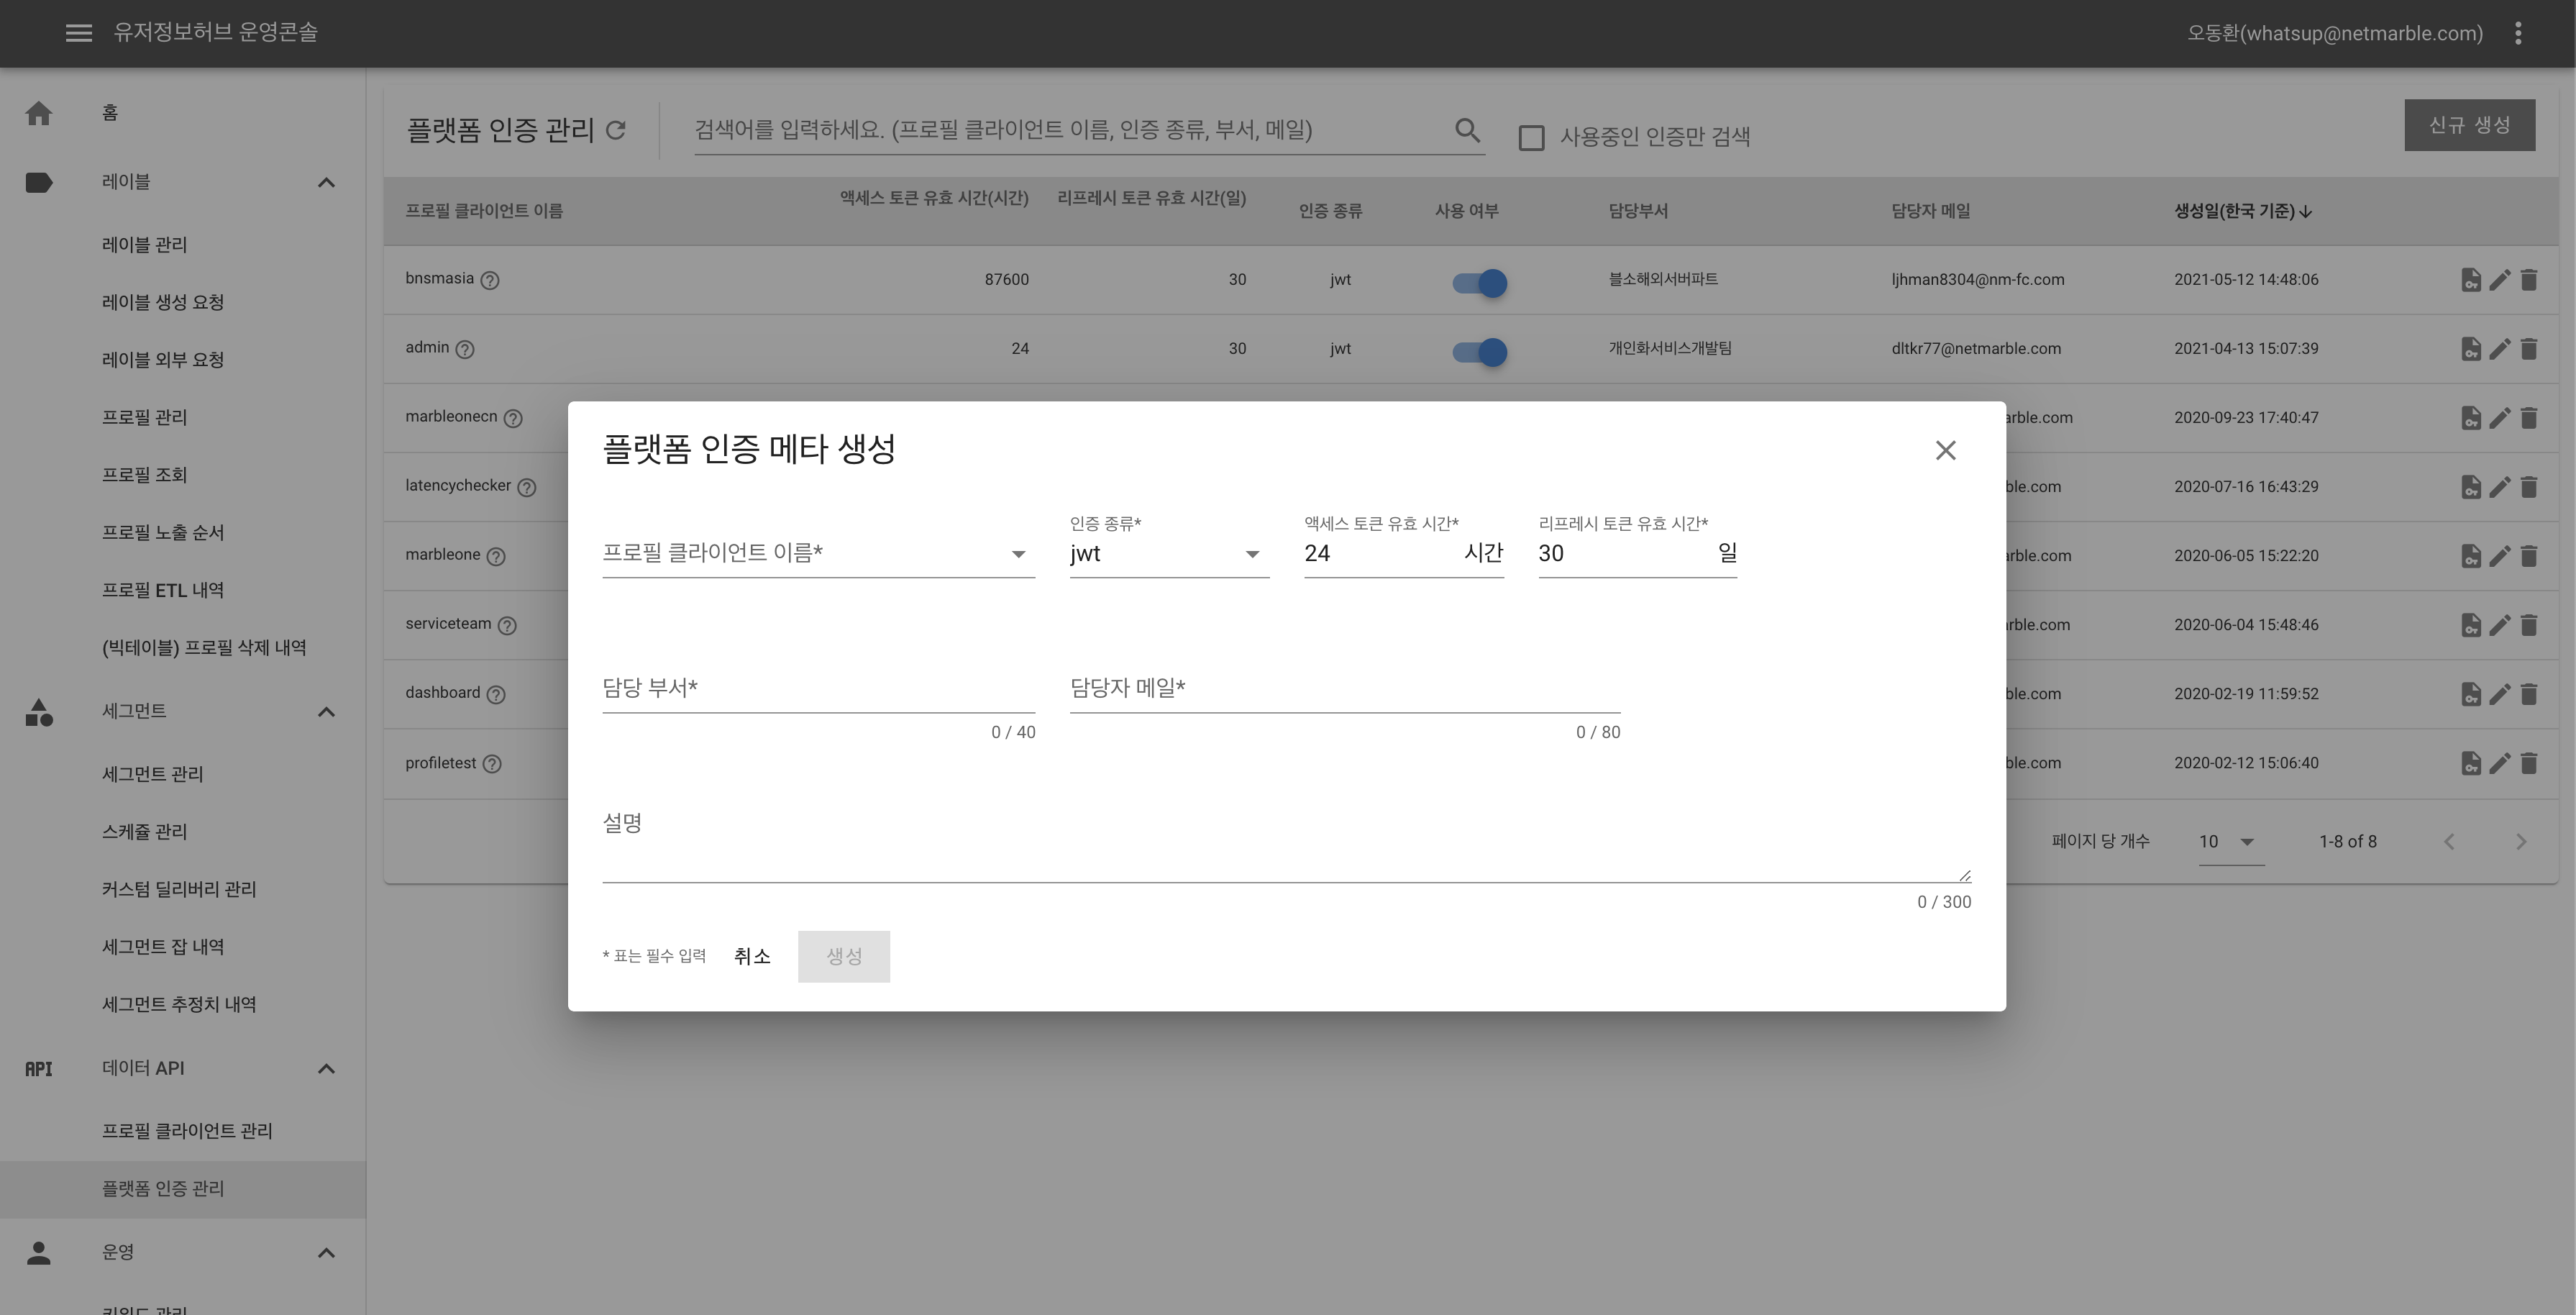 유저정보허브 운영콘솔
오동환(whatsup@netmarble.com)
홈
레이블
레이블 관리
레이블 생성 요청
레이블 외부 요청
프로필 관리
프로필 조회
프로필 노출 순서
프로필 ETL 내역
(빅테이블) 프로필 삭제 내역
세그먼트
세그먼트 관리
스케쥴 관리
커스텀 딜리버리 관리
세그먼트 잡 내역
세그먼트 추정치 내역
API 데이터 API
프로필 클라이언트 관리
플랫폼 인증 관리
운영
플랫폼 인증 관리
검색어를 입력하세요. (프로필 클라이언트 이름, 인증 종류, 부서, 메일)
사용중인 인증만 검색
신규 생성
프로필 클라이언트 이름 액세스 토큰 유효 시간(시간) 리프레시 토큰 유효 시간(일) 인증 종류 사용 여부 담당부서 담당자 메일 생성일(한국 기준)
bnsmasia 87600 30 jwt 블소해외서버파트 ljhman8304@nm-fc.com 2021-05-12 14:48:06
admin 24 30 jwt 개인화서비스개발팀 dltkr77@netmarble.com 2021-04-13 15:07:39
marbleonecn arble.com 2020-09-23 17:40:47
latencychecker ble.com 2020-07-16 16:43:29
marbleone arble.com 2020-06-05 15:22:20
serviceteam arble.com 2020-06-04 15:48:46
dashboard ble.com 2020-02-19 11:59:52
profiletest ble.com 2020-02-12 15:06:40
페이지 당 개수 10 1-8 of 8
플랫폼 인증 메타 생성
프로필 클라이언트 이름*
인증 종류*
jwt
액세스 토큰 유효 시간*
24 시간
리프레시 토큰 유효 시간*
30 일
담당 부서*
0 / 40
담당자 메일*
0 / 80
설명
0 / 300
* 표는 필수 입력 취소 생성